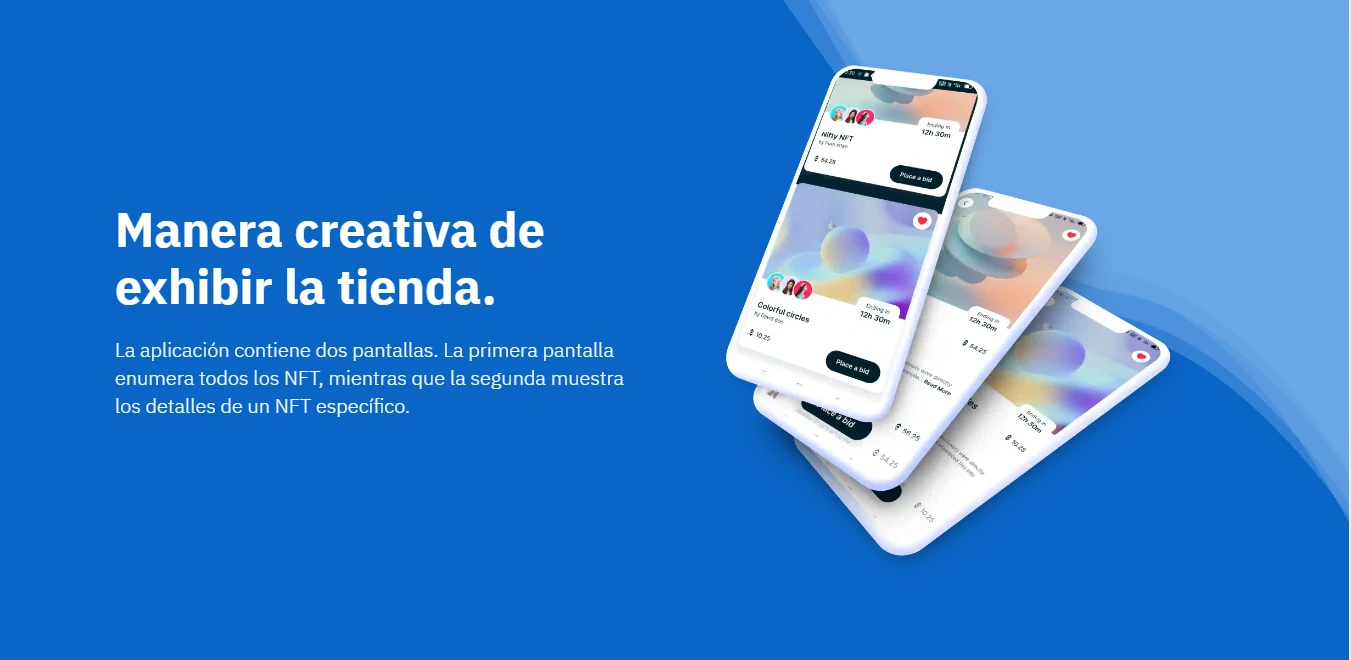 Manera creativa de
exhibir la tienda.
La aplicación contiene dos pantallas. La primera pantalla
enumera todos los NFT, mientras que la segunda muestra
los detalles de un NFT específico.
Ending in
12h 30m
Nifty NFT
54.25
Place a bid
Ending in
12h 30m
Colorful circles
10.25
Place a bid
Ending in
12h 30m
54.25
Read More
Place a bid
56.25
54.25
Ending in
12h 30m
10.25
10.25